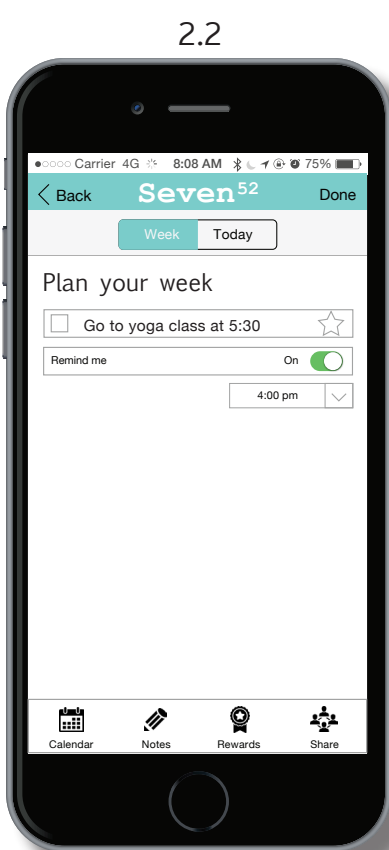 2.2
Carrier 4G 8:08 AM 75%
Back Seven52 Done
Week Today
Plan your week
Go to yoga class at 5:30
Remind me On
4:00 pm
Calendar Notes Rewards Share